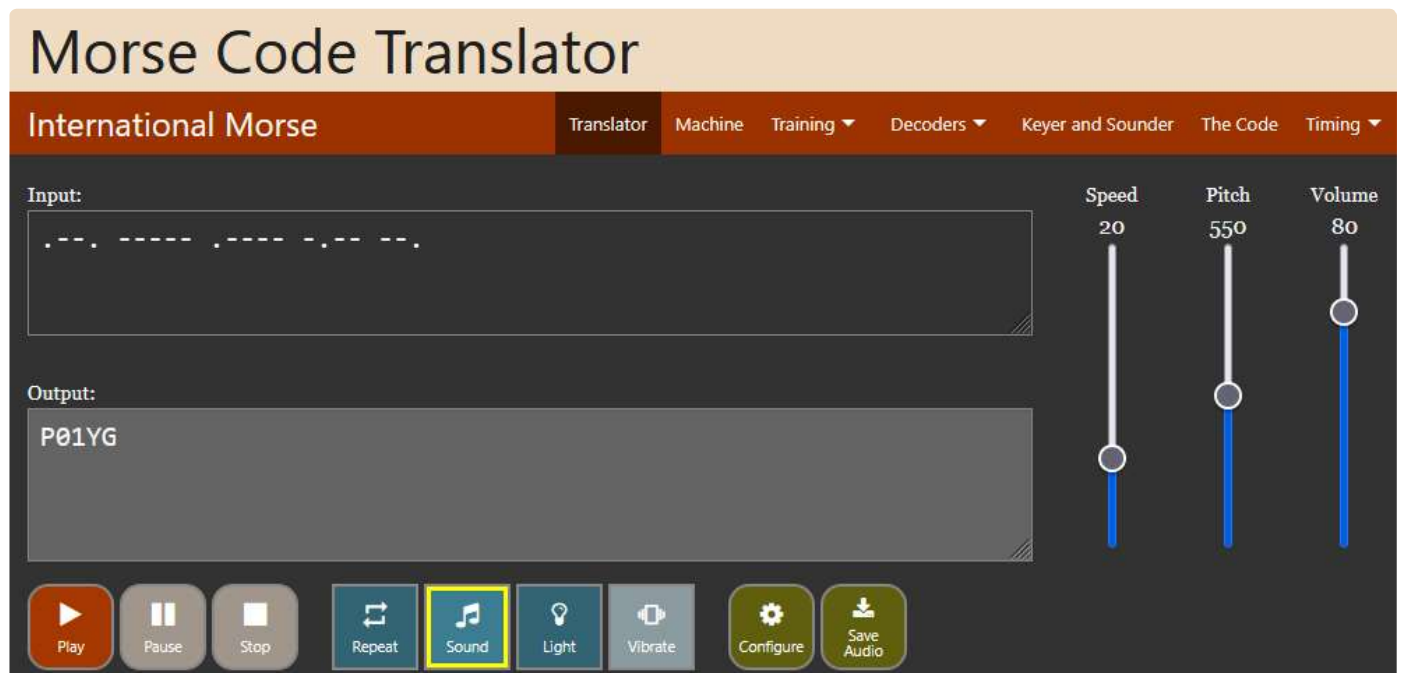 Morse Code Translator
International Morse Translator Machine Training Decoders Keyer and Sounder The Code Timing
Input: Speed Pitch Volume
20 550 80
.--. ----- .---- -.-- --.
Output:
P01YG
Play Pause Stop Repeat Sound Light Vibrate Configure Save Audio